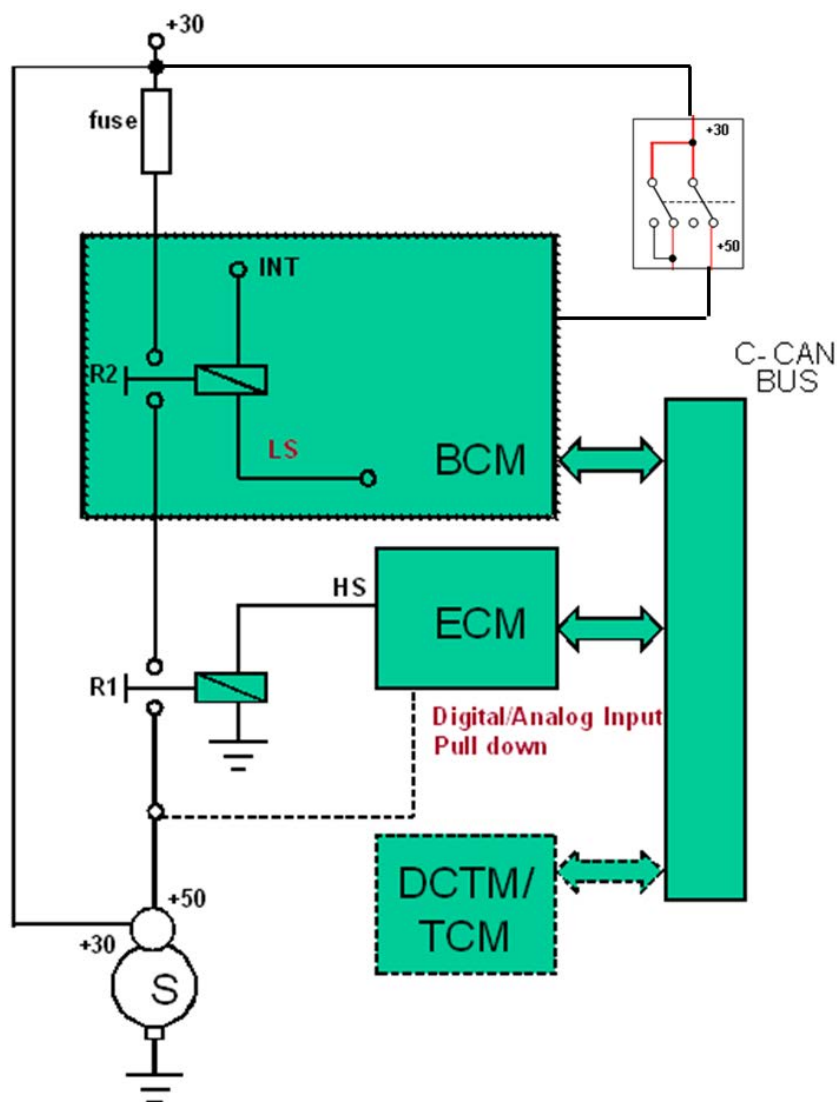 +30
fuse
+30
+50
INT
R2
LS
BCM
C- CAN
BUS
HS
ECM
R1
Digital/Analog Input
Pull down
DCTM/
TCM
+50
+30
S